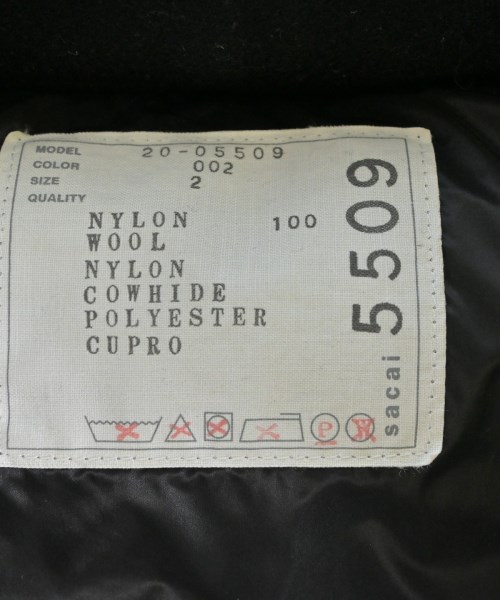 MODEL 20-05509
COLOR 002
SIZE 2
QUALITY
NYLON 100
WOOL
NYLON
COWHIDE
POLYESTER
CUPRO
P W
sacai 5509